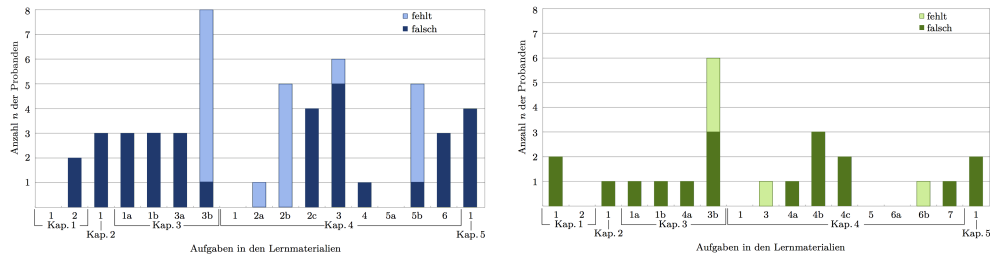 8
7
6
5
4
3
2
1
Anzahl n der Probanden
fehlt
falsch
1 2 1 1a 1b 3a 3b 1 2a 2b 2c 3 4 5a 5b 6 1
Kap. 1 Kap. 3 Kap. 4
Kap. 2 Kap. 5
Aufgaben in den Lernmaterialien
8
7
6
5
4
3
2
1
Anzahl n der Probanden
fehlt
falsch
1 2 1 1a 1b 4a 3b 1 3 4a 4b 4c 5 6a 6b 7 1
Kap. 1 Kap. 3 Kap. 4
Kap. 2 Kap. 5
Aufgaben in den Lernmaterialien